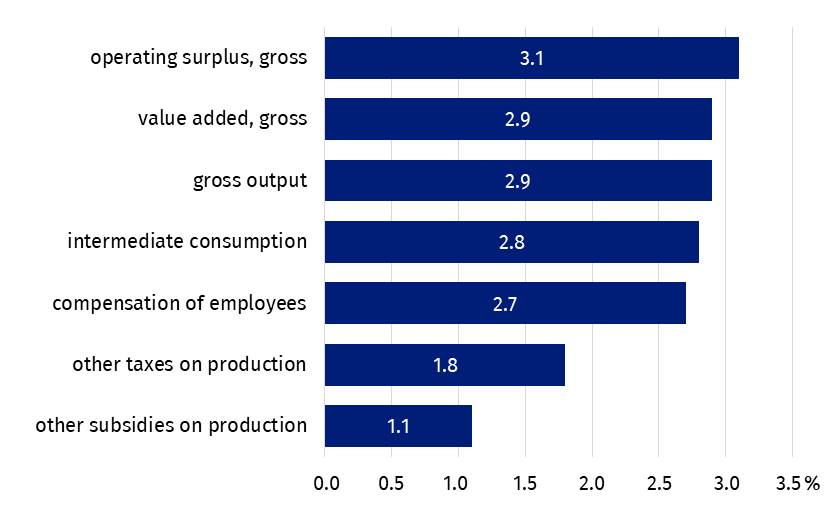 operating surplus, gross 3.1
value added, gross 2.9
gross output 2.9
intermediate consumption 2.8
compensation of employees 2.7
other taxes on production 1.8
other subsidies on production 1.1
0.0 0.5 1.0 1.5 2.0 2.5 3.0 3.5 %